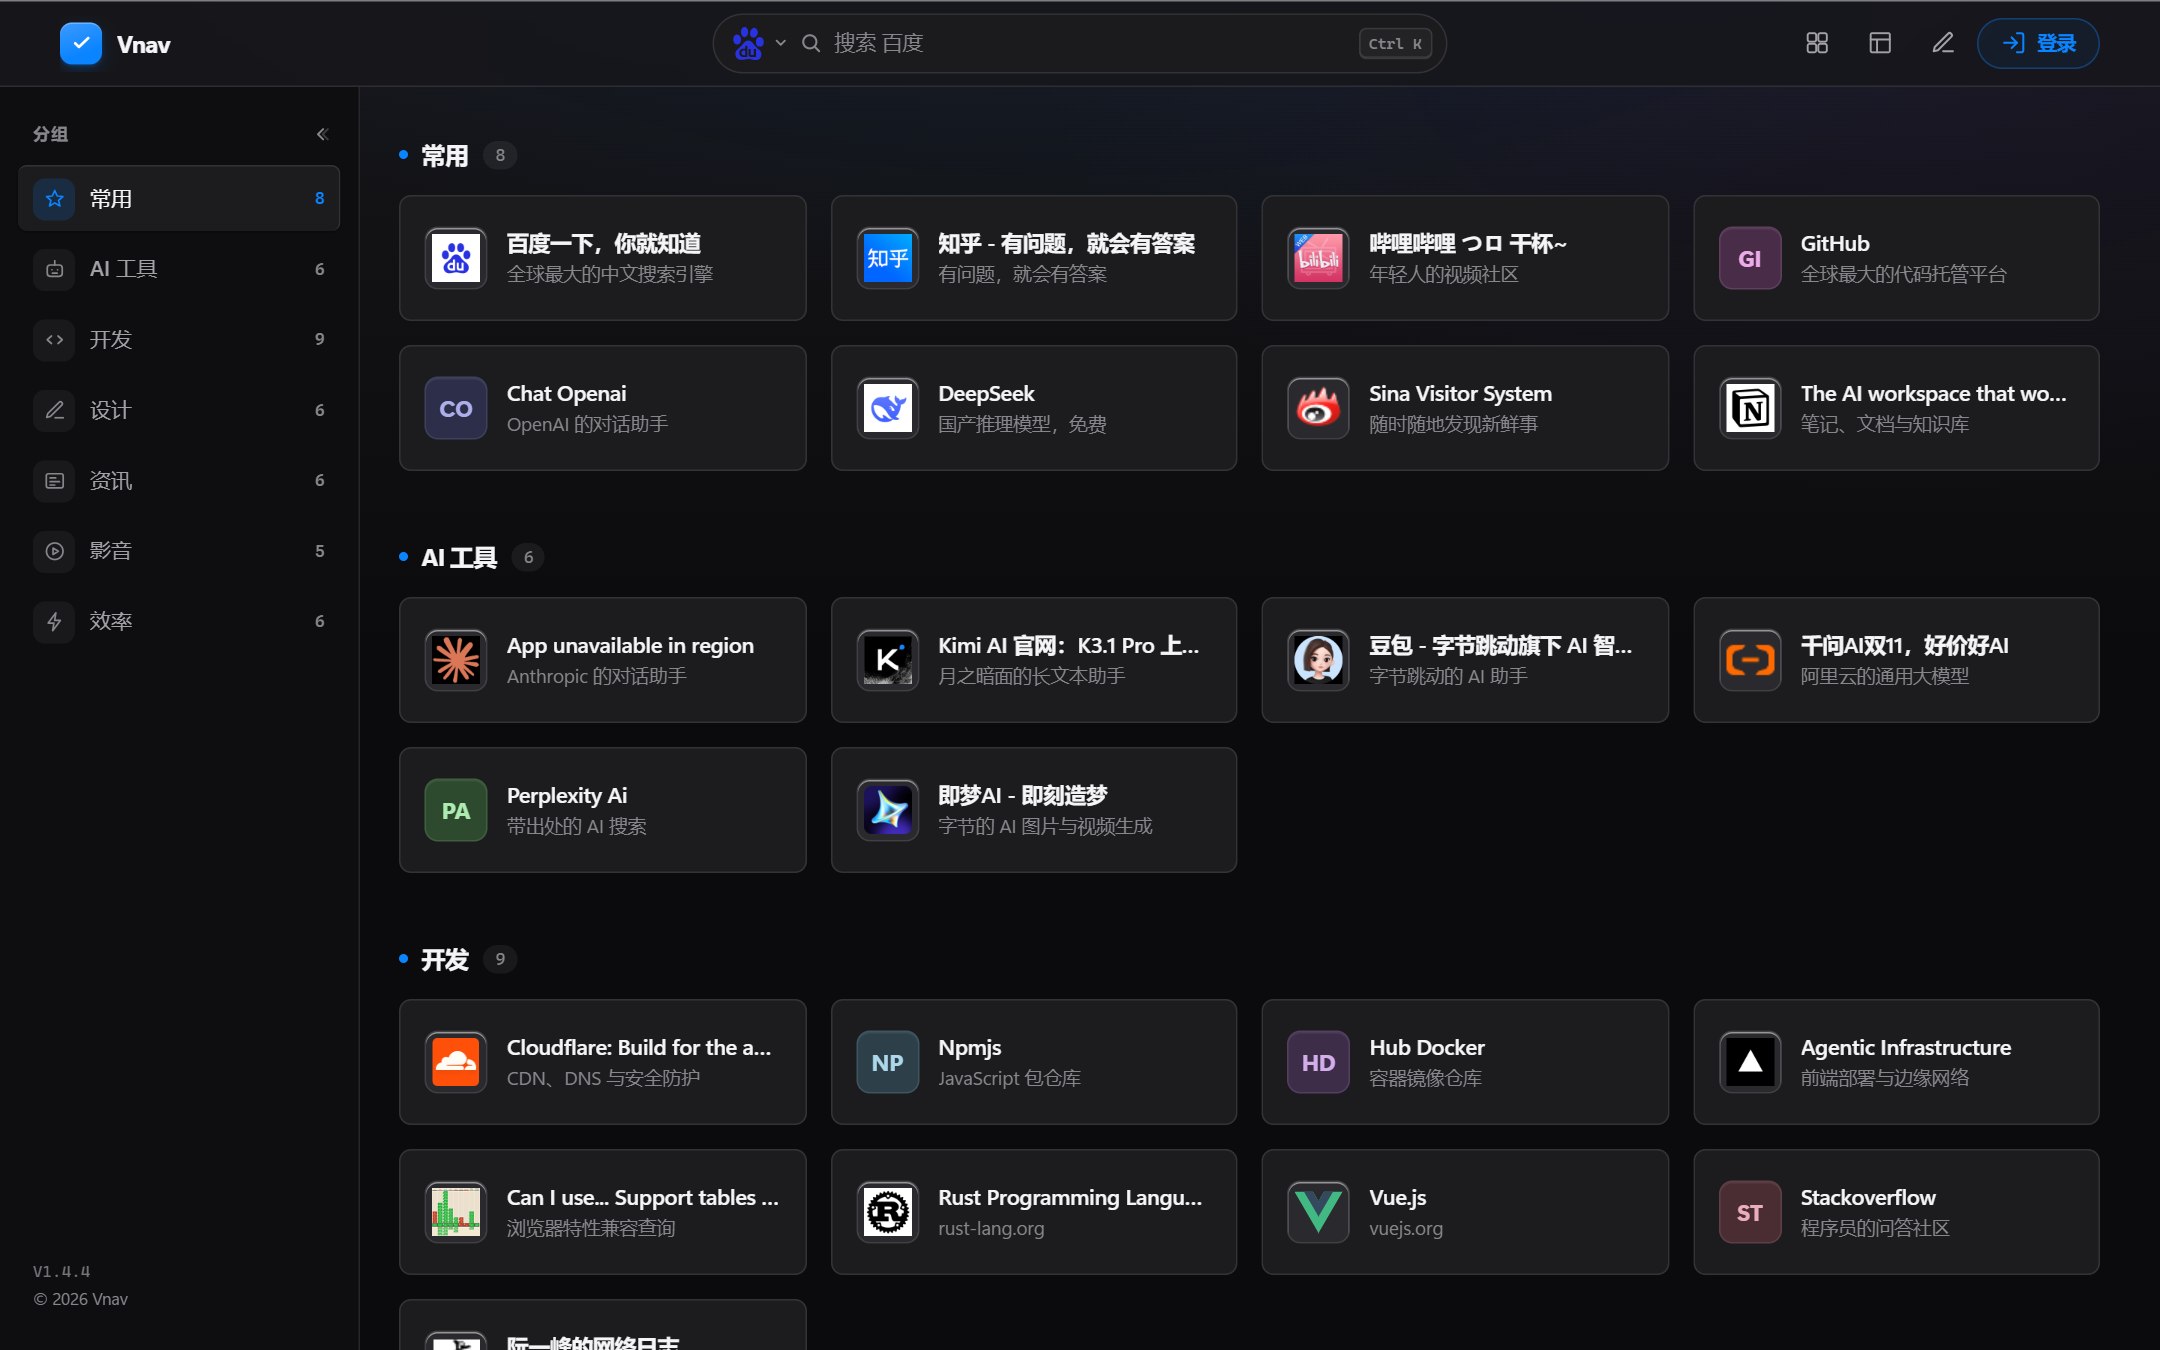 Vnav
搜索 百度
Ctrl K
登录
分组
常用
8
AI 工具
6
开发
9
设计
6
资讯
6
影音
5
效率
6
V1.4.4
© 2026 Vnav
常用
8
百度一下，你就知道
全球最大的中文搜索引擎
知乎
知乎 - 有问题，就会有答案
有问题，就会有答案
哔哩哔哩 つロ 干杯~
年轻人的视频社区
GI
GitHub
全球最大的代码托管平台
CO
Chat Openai
OpenAI 的对话助手
DeepSeek
国产推理模型，免费
Sina Visitor System
随时随地发现新鲜事
The AI workspace that wo...
笔记、文档与知识库
AI 工具
6
App unavailable in region
Anthropic 的对话助手
Kimi AI 官网：K3.1 Pro 上...
月之暗面的长文本助手
豆包 - 字节跳动旗下 AI 智...
字节跳动的 AI 助手
千问AI双11，好价好AI
阿里云的通用大模型
PA
Perplexity Ai
带出处的 AI 搜索
即梦AI - 即刻造梦
字节的 AI 图片与视频生成
开发
9
Cloudflare: Build for the a...
CDN、DNS 与安全防护
NP
Npmjs
JavaScript 包仓库
HD
Hub Docker
容器镜像仓库
Agentic Infrastructure
前端部署与边缘网络
Can I use... Support tables ...
浏览器特性兼容查询
Rust Programming Langu...
rust-lang.org
Vue.js
vuejs.org
ST
Stackoverflow
程序员的问答社区
阮一峰的网络日志